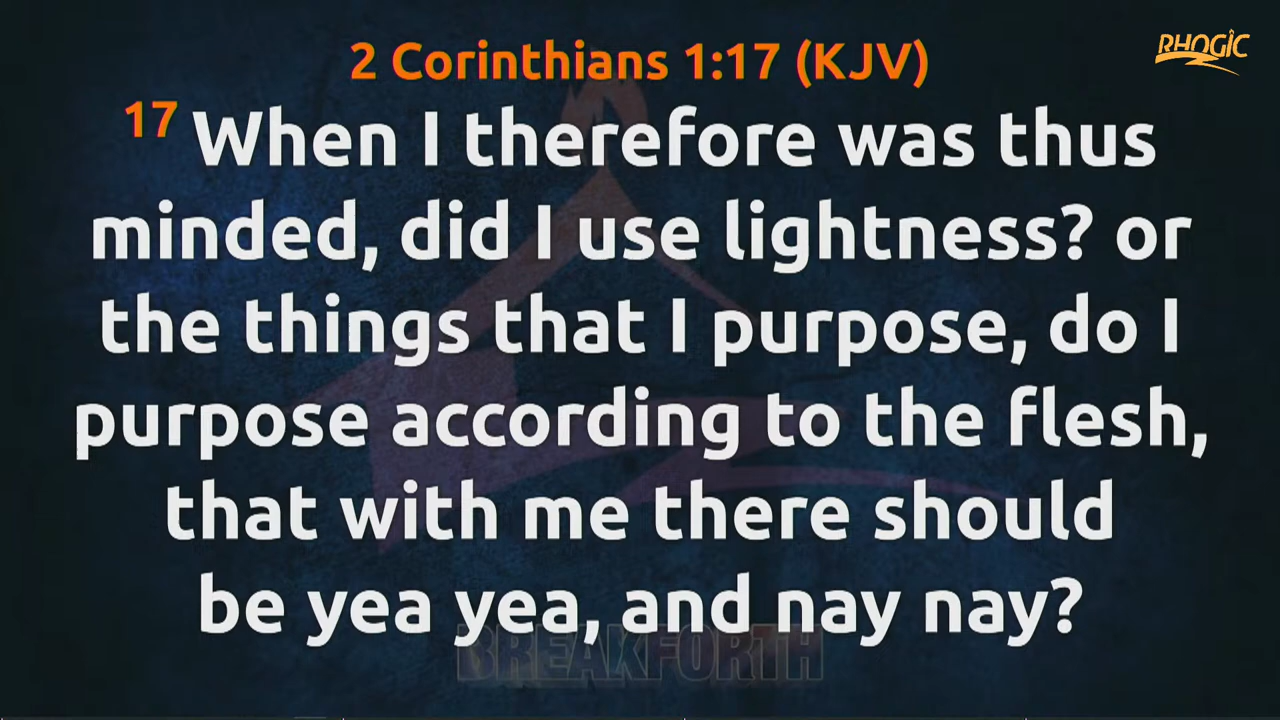 2 Corinthians 1:17 (KJV)
RHOGIC
17 When I therefore was thus
minded, did I use lightness? or
the things that I purpose, do I
purpose according to the flesh,
that with me there should
be yea yea, and nay nay?
BREAKFORTH